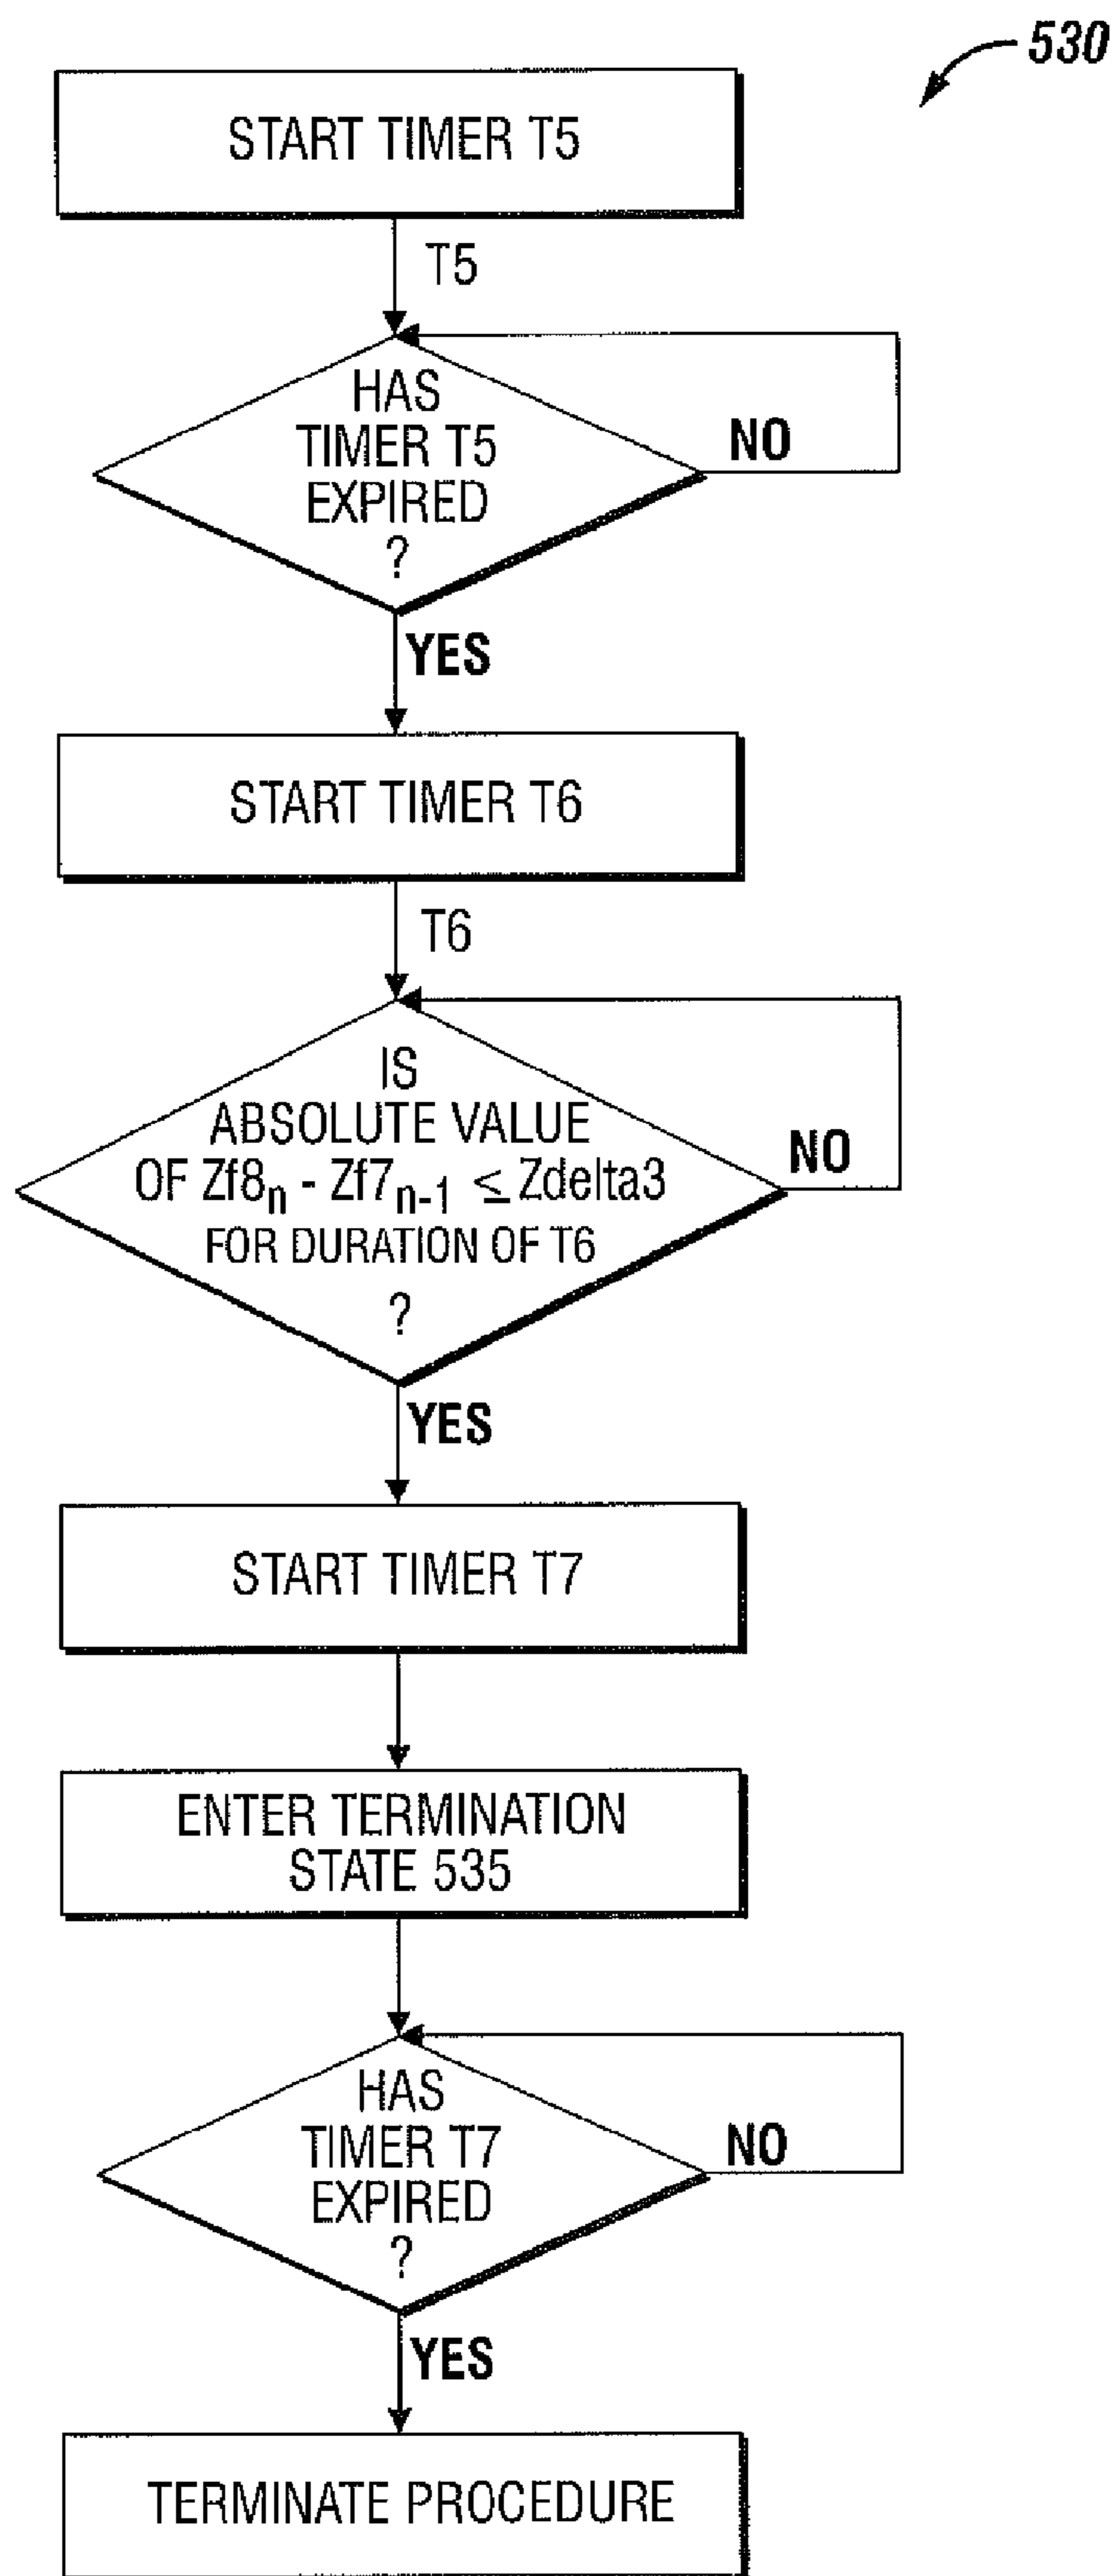 530
START TIMER T5
T5
HAS
TIMER T5
EXPIRED
?
NO
YES
START TIMER T6
T6
IS
ABSOLUTE VALUE
OF Zf8n - Zf7n-1 ≤ Zdelta3
FOR DURATION OF T6
?
NO
YES
START TIMER T7
ENTER TERMINATION
STATE 535
HAS
TIMER T7
EXPIRED
?
NO
YES
TERMINATE PROCEDURE